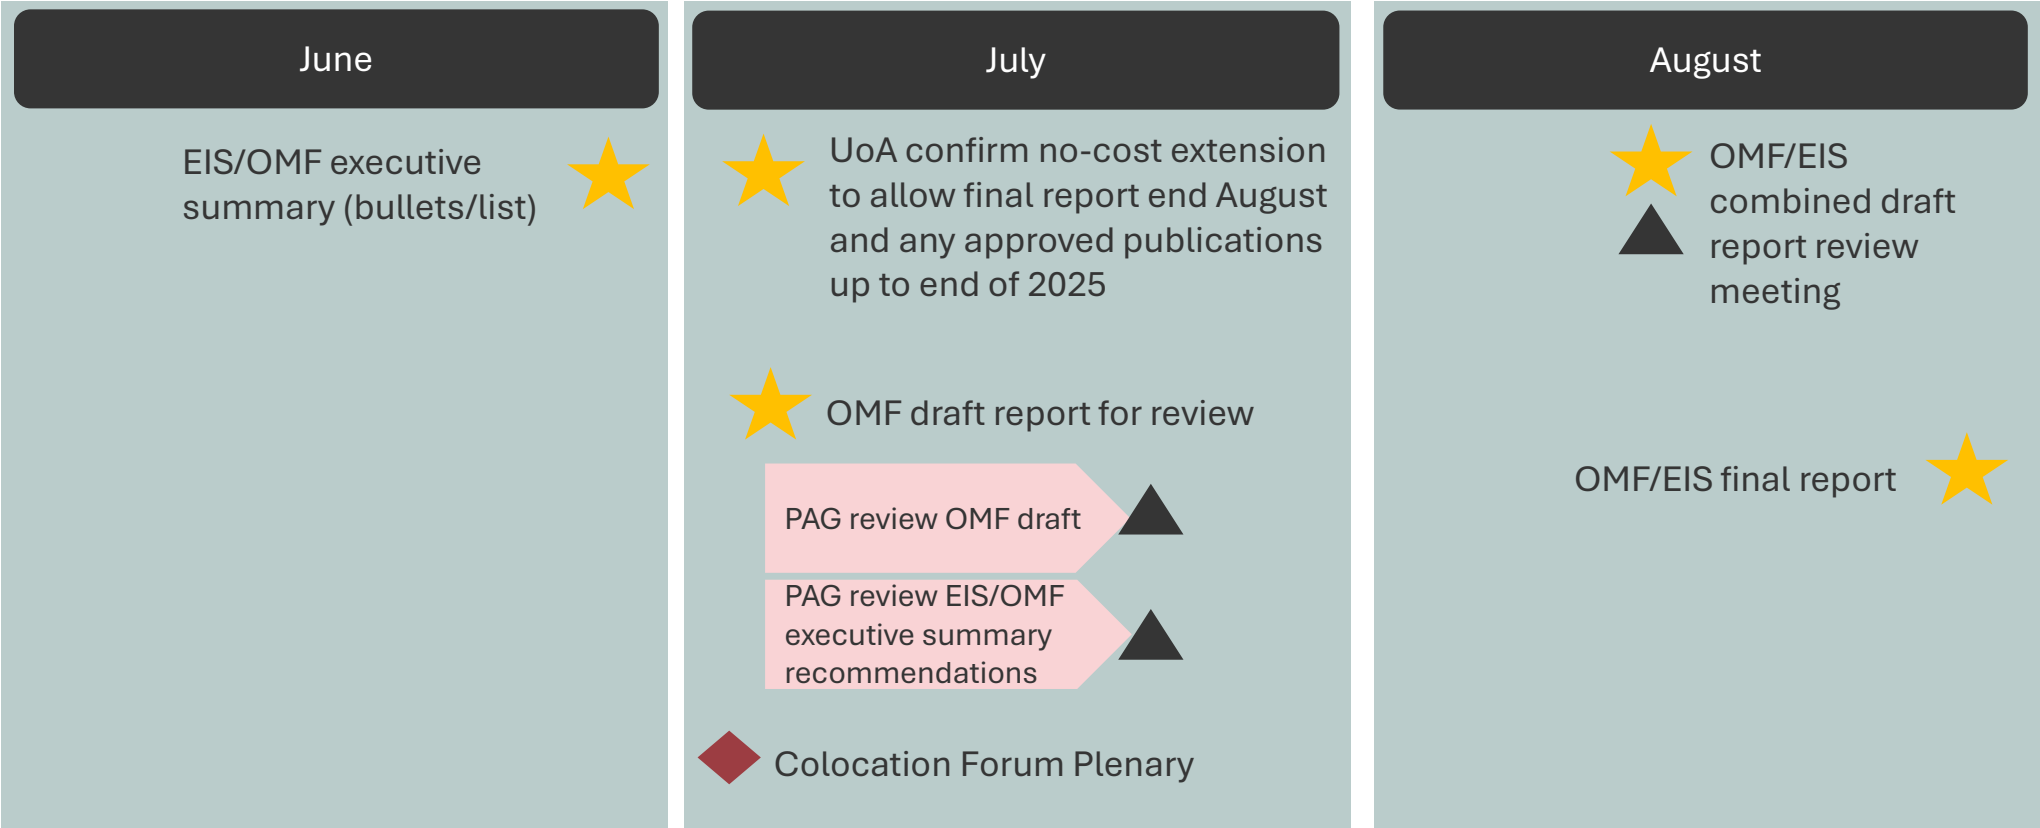 June
EIS/OMF executive
summary (bullets/list)
July
UoA confirm no-cost extension
to allow final report end August
and any approved publications
up to end of 2025
OMF draft report for review
PAG review OMF draft
PAG review EIS/OMF
executive summary
recommendations
Colocation Forum Plenary
August
OMF/EIS
combined draft
report review
meeting
OMF/EIS final report